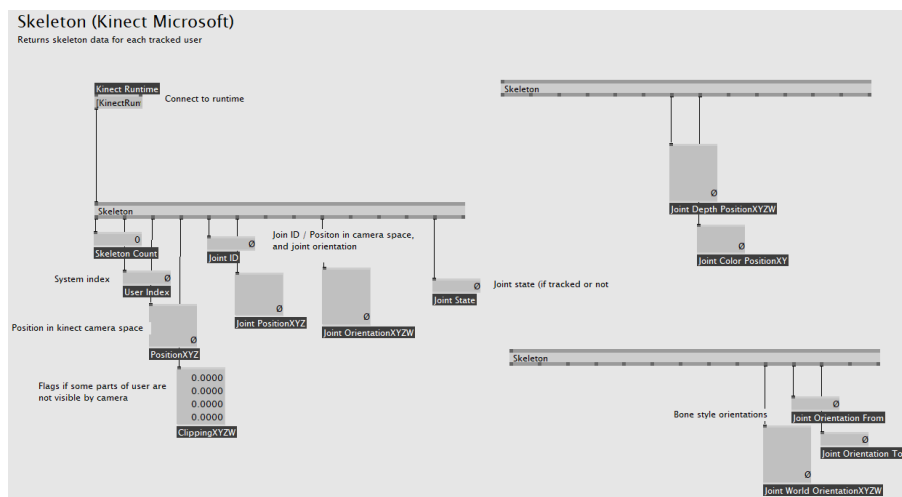 Skeleton (Kinect Microsoft)
Returns skeleton data for each tracked user
Kinect Runtime
[KinectRun
Connect to runtime
Skeleton
0
Skeleton Count
System index
Ø
User Index
Position in kinect camera space
Ø
PositionXYZ
Flags if some parts of user are
not visible by camera
0.0000
0.0000
0.0000
0.0000
ClippingXYZW
Ø
Joint ID
Ø
Joint PositionXYZ
Join ID / Positon in camera space,
and joint orientation
Ø
Joint OrientationXYZW
Ø
Joint State
Joint state (if tracked or not
Skeleton
Ø
Joint Depth PositionXYZW
Ø
Joint Color PositionXY
Skeleton
Bone style orientations
Ø
Joint Orientation From
Ø
Joint Orientation To
Ø
Joint World OrientationXYZW